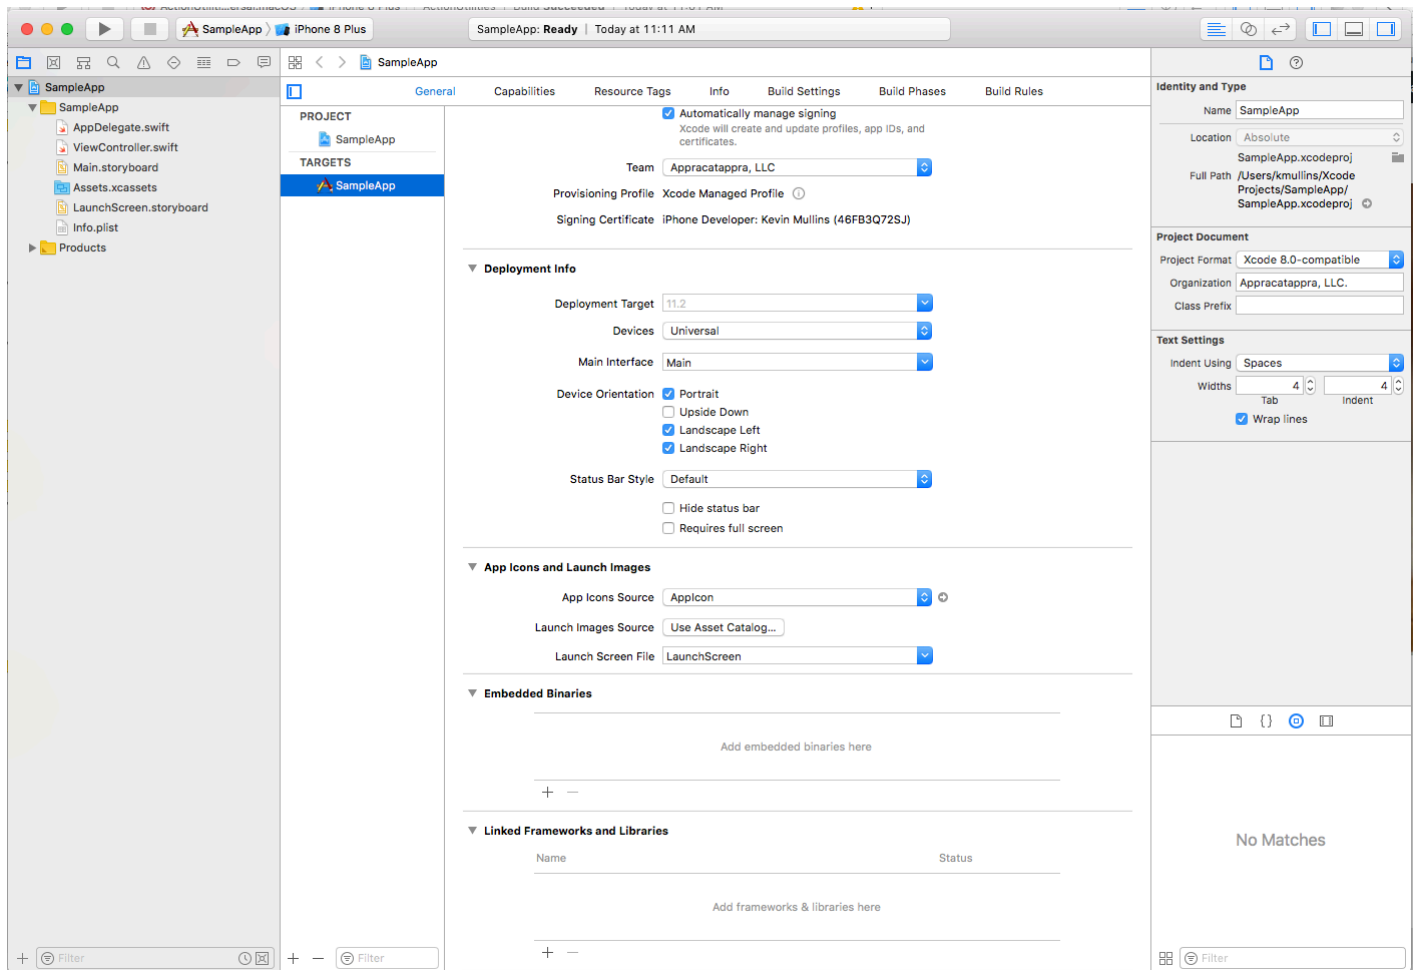 SampleApp
iPhone 8 Plus
SampleApp: Ready | Today at 11:11 AM
SampleApp
SampleApp
AppDelegate.swift
ViewController.swift
Main.storyboard
Assets.xcassets
LaunchScreen.storyboard
Info.plist
Products
Filter
SampleApp
General
Capabilities
Resource Tags
Info
Build Settings
Build Phases
Build Rules
PROJECT
SampleApp
TARGETS
SampleApp
Filter
Automatically manage signing
Xcode will create and update profiles, app IDs, and
certificates.
Team Appracatappra, LLC
Provisioning Profile Xcode Managed Profile
Signing Certificate iPhone Developer: Kevin Mullins (46FB3Q72SJ)
Deployment Info
Deployment Target 11.2
Devices Universal
Main Interface Main
Device Orientation Portrait
Upside Down
Landscape Left
Landscape Right
Status Bar Style Default
Hide status bar
Requires full screen
App Icons and Launch Images
App Icons Source AppIcon
Launch Images Source Use Asset Catalog...
Launch Screen File LaunchScreen
Embedded Binaries
Add embedded binaries here
Linked Frameworks and Libraries
Name Status
Add frameworks & libraries here
Identity and Type
Name SampleApp
Location Absolute
SampleApp.xcodeproj
Full Path /Users/kmullins/Xcode
Projects/SampleApp/
SampleApp.xcodeproj
Project Document
Project Format Xcode 8.0-compatible
Organization Appracatappra, LLC.
Class Prefix
Text Settings
Indent Using Spaces
Widths 4 4
Tab Indent
Wrap lines
No Matches
Filter